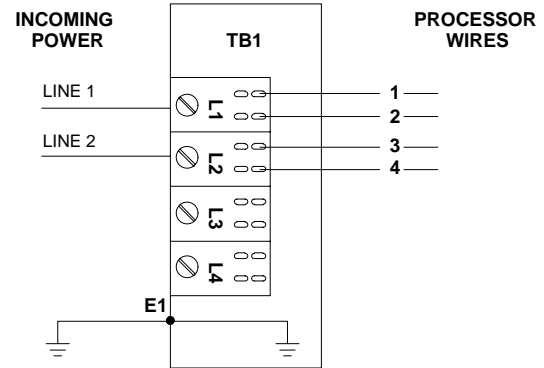 INCOMING
POWER
TB1
PROCESSOR
WIRES
LINE 1
L1
1
2
LINE 2
L2
3
4
L3
L4
E1